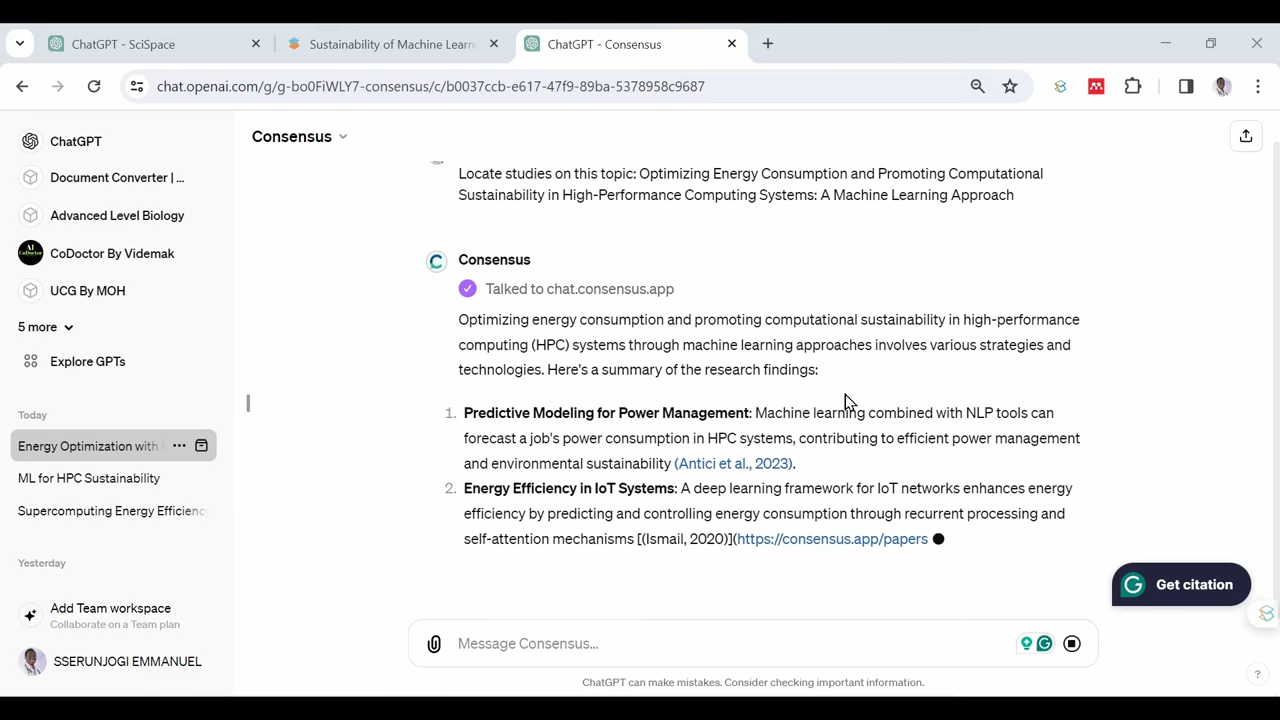 ChatGPT - SciSpace
Sustainability of Machine Learn
ChatGPT - Consensus
chat.openai.com/g/g-bo0FiWLY7-consensus/c/b0037ccb-e617-47f9-89ba-5378958c9687
ChatGPT
Document Converter | ...
Advanced Level Biology
CoDoctor By Videmak
UCG By MOH
5 more
Explore GPTs
Today
Energy Optimization with
ML for HPC Sustainability
Supercomputing Energy Efficienc
Yesterday
Add Team workspace
Collaborate on a Team plan
SSERUNJOGI EMMANUEL
Consensus
Locate studies on this topic: Optimizing Energy Consumption and Promoting Computational
Sustainability in High-Performance Computing Systems: A Machine Learning Approach
Consensus
Talked to chat.consensus.app
Optimizing energy consumption and promoting computational sustainability in high-performance
computing (HPC) systems through machine learning approaches involves various strategies and
technologies. Here's a summary of the research findings:
1. Predictive Modeling for Power Management: Machine learning combined with NLP tools can
forecast a job's power consumption in HPC systems, contributing to efficient power management
and environmental sustainability (Antici et al., 2023).
2. Energy Efficiency in IoT Systems: A deep learning framework for IoT networks enhances energy
efficiency by predicting and controlling energy consumption through recurrent processing and
self-attention mechanisms [(Ismail, 2020)](https://consensus.app/papers
Get citation
Message Consensus...
ChatGPT can make mistakes. Consider checking important information.
?